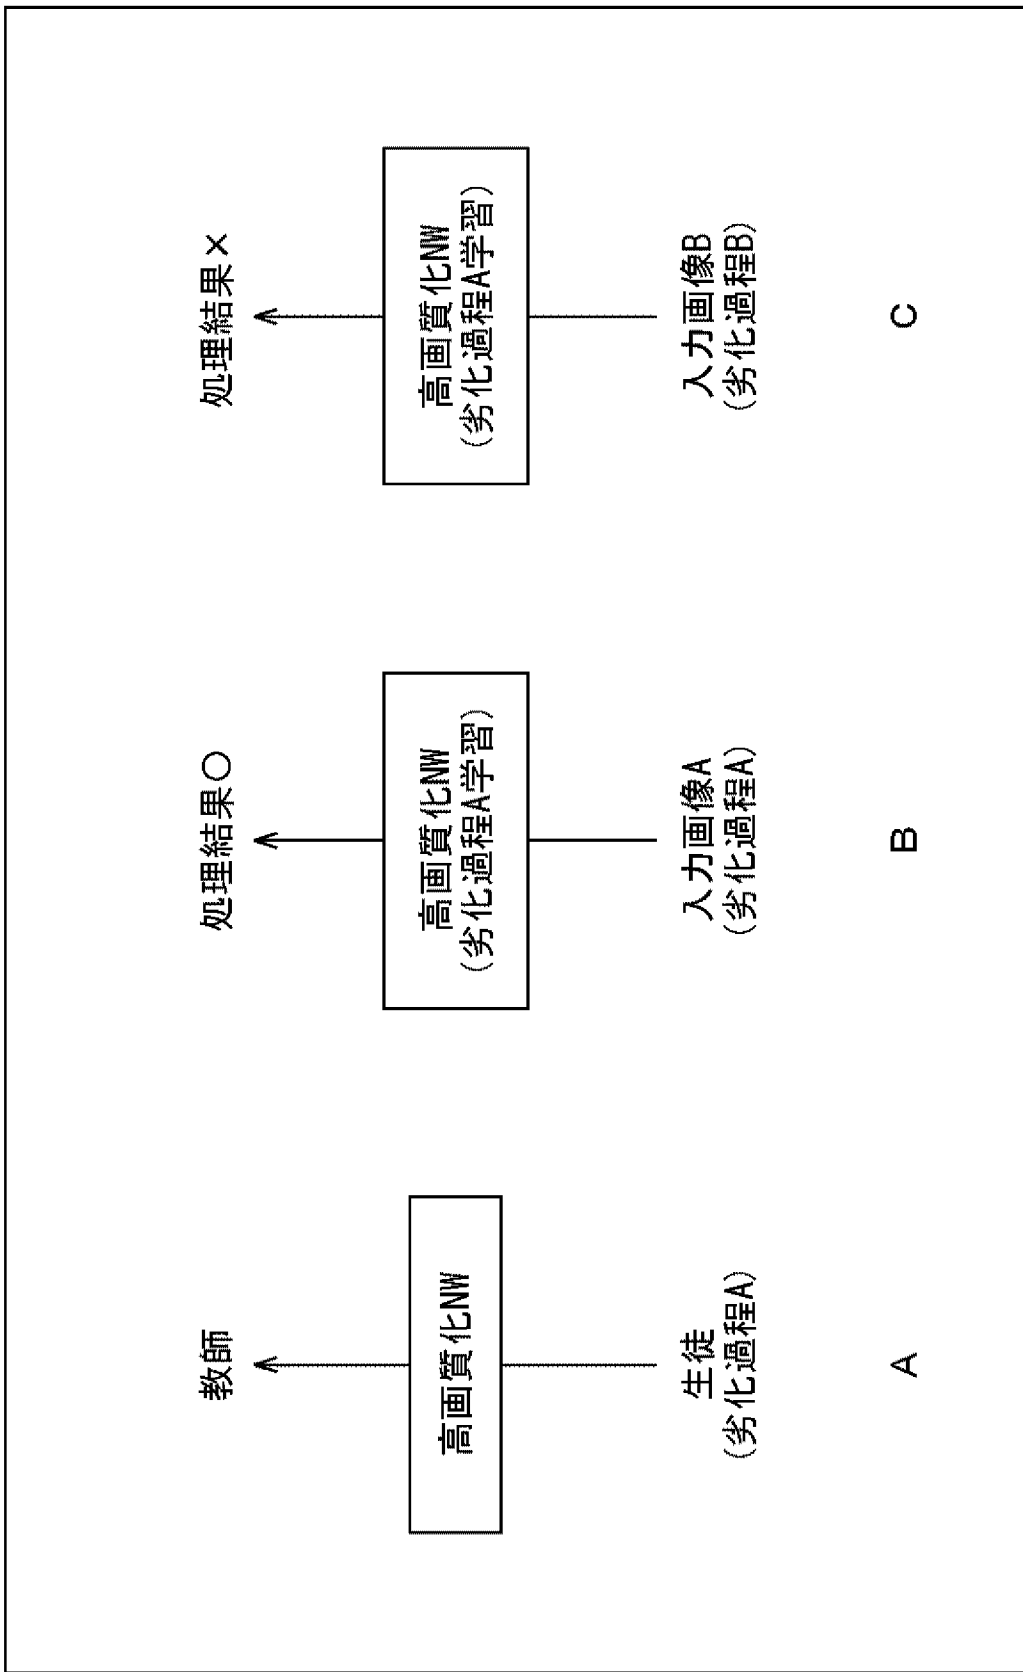 教師
高画質化NW
生徒
(劣化過程A)
A
処理結果○
高画質化NW
(劣化過程A学習)
入力画像A
(劣化過程A)
B
処理結果×
高画質化NW
(劣化過程A学習)
入力画像B
(劣化過程B)
C